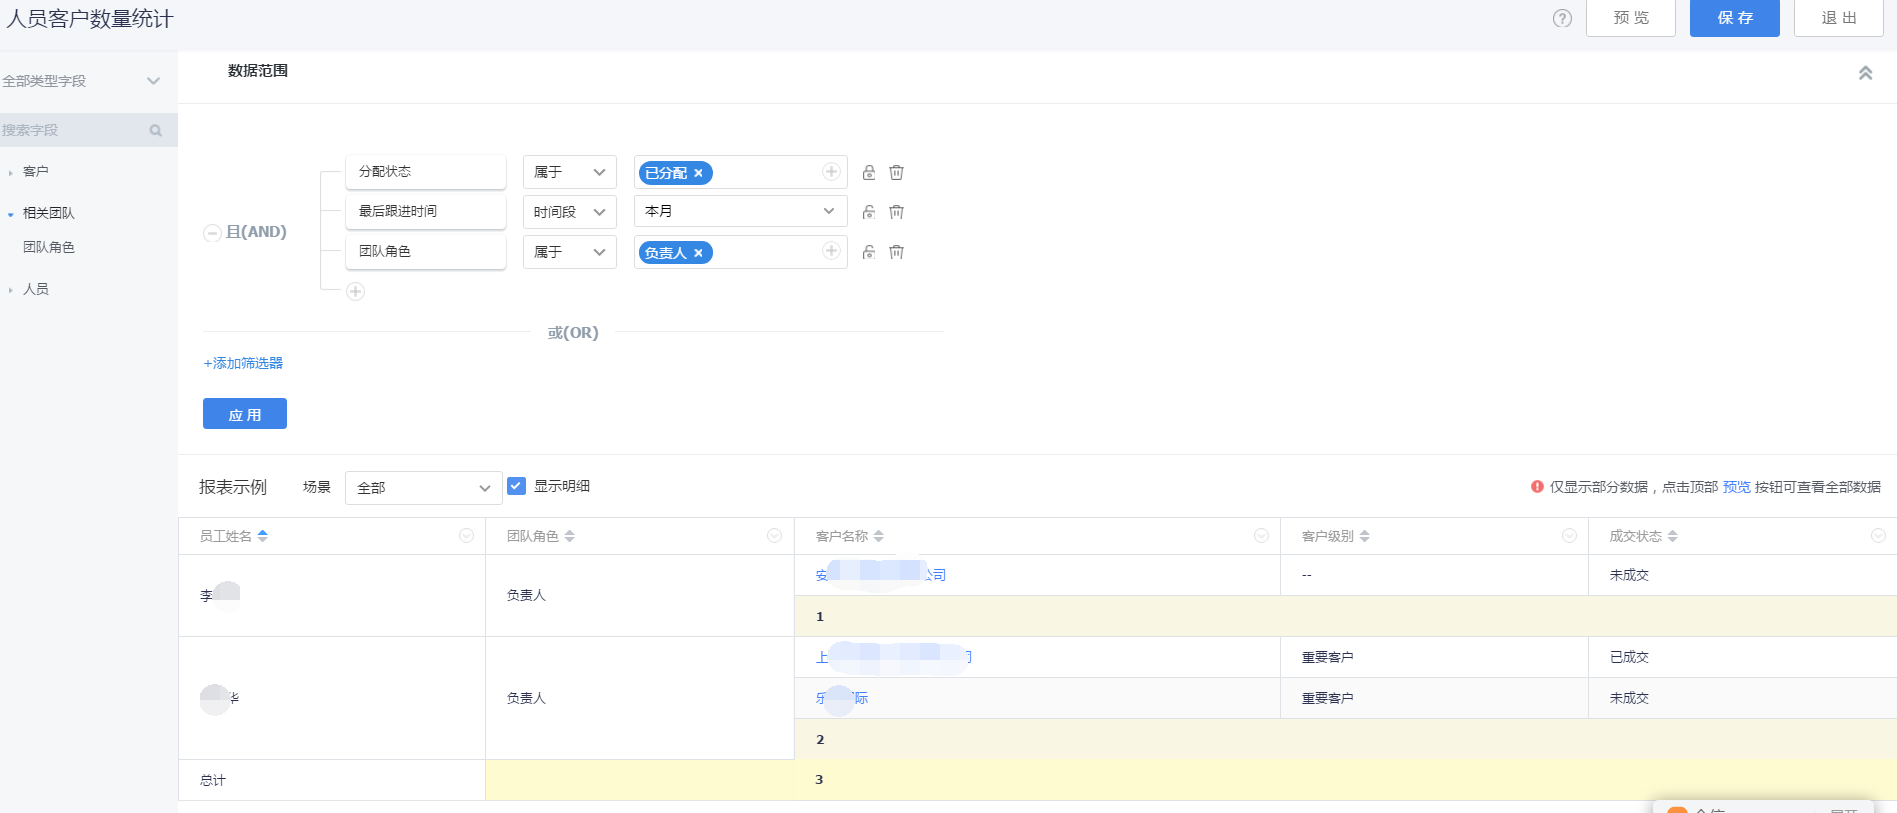 人员客户数量统计
? 预 览 保 存 退 出
全部类型字段
搜索字段
客户
相关团队
团队角色
人员
数据范围
且(AND)
分配状态 属于 已分配 ×
最后跟进时间 时间段 本月
团队角色 属于 负责人 ×
或(OR)
+添加筛选器
应 用
报表示例 场景 全部 显示明细
仅显示部分数据，点击顶部 预览 按钮可查看全部数据
员工姓名 团队角色 客户名称 客户级别 成交状态
李 负责人 安 公司 -- 未成交
1
华 负责人 上 司 重要客户 已成交
乐 际 重要客户 未成交
2
总计 3